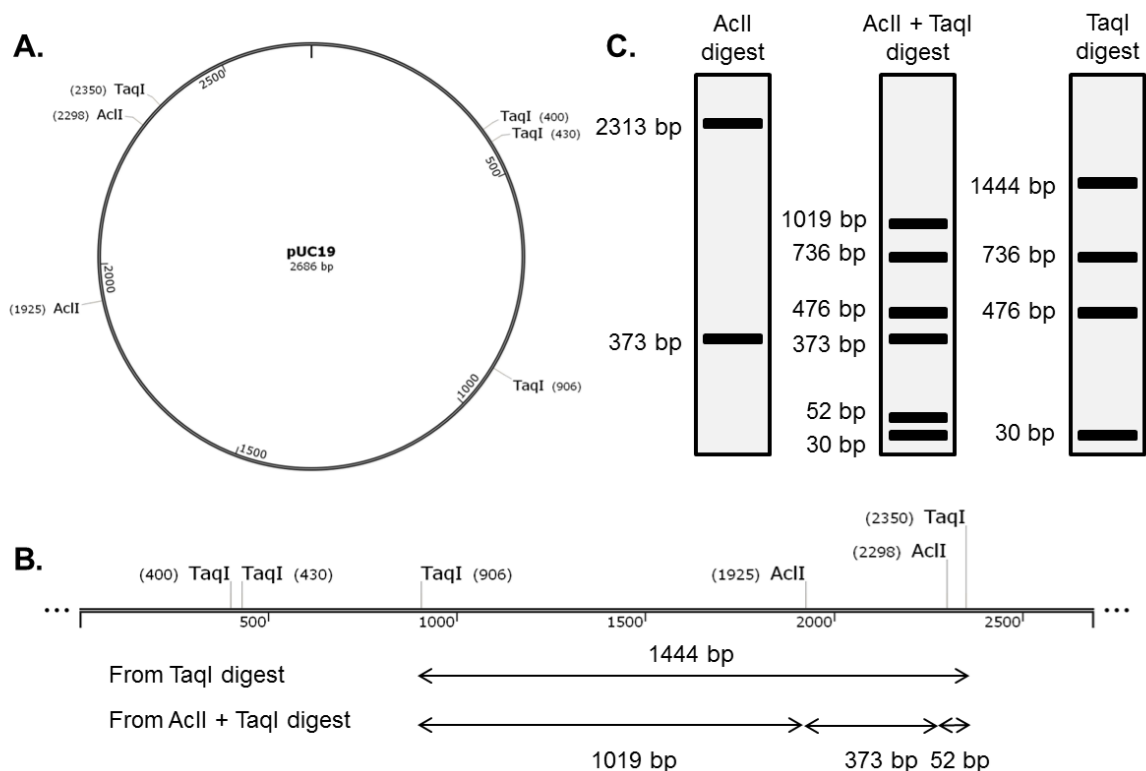 A.
2500
(2350) TaqI
(2298) AclI
TaqI (400)
TaqI (430)
500
pUC19
2686 bp
2000
(1925) AclI
TaqI (906)
1000
1500
C.
AclI
digest
AclI + TaqI
digest
TaqI
digest
2313 bp
373 bp
1019 bp
736 bp
476 bp
373 bp
52 bp
30 bp
1444 bp
736 bp
476 bp
30 bp
B.
(2350) TaqI
(2298) AclI
(400) TaqI TaqI (430) TaqI (906) (1925) AclI
... ...
500 1000 1500 2000 2500
1444 bp
From TaqI digest
From AclI + TaqI digest
1019 bp 373 bp 52 bp